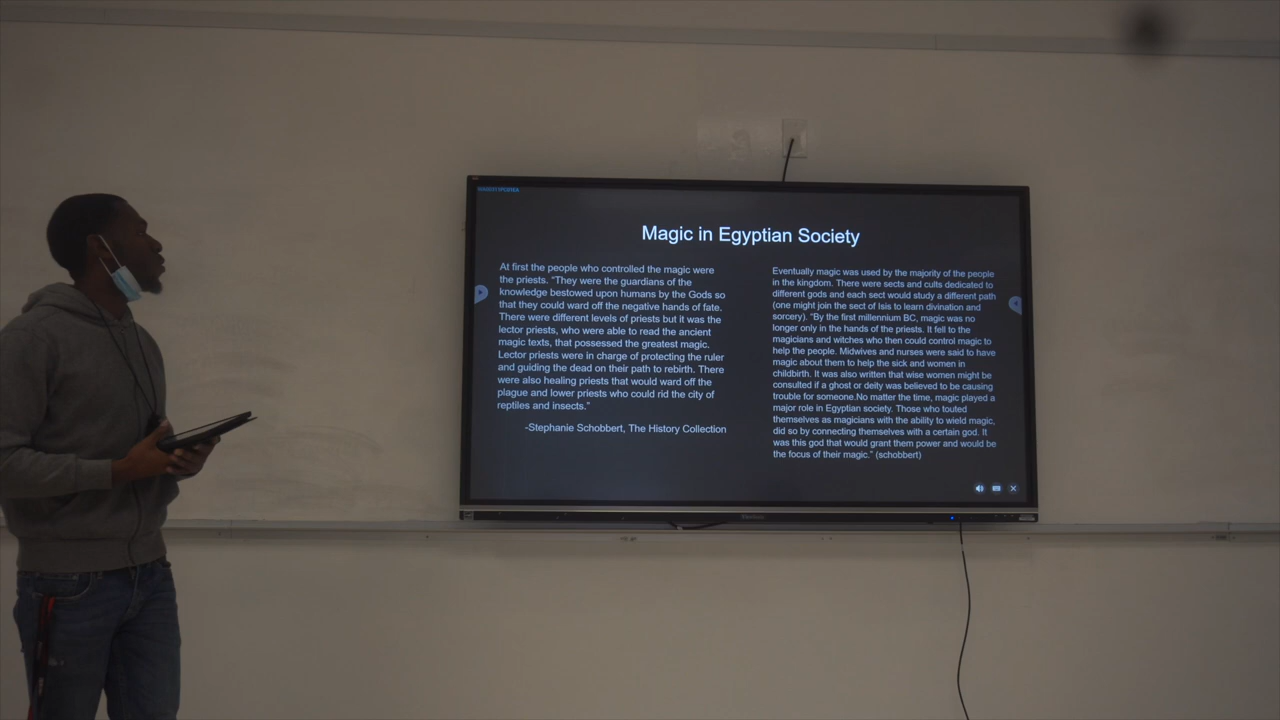 Magic in Egyptian Society
At first the people who controlled the magic were
the priests. "They were the guardians of the
knowledge bestowed upon humans by the Gods so
that they could ward off the negative hands of fate.
There were different levels of priests but it was the
lector priests, who were able to read the ancient
magic texts, that possessed the greatest magic.
Lector priests were in charge of protecting the ruler
and guiding the dead on their path to rebirth. There
were also healing priests that would ward off the
plague and lower priests who could rid the city of
reptiles and insects."
-Stephanie Schobbert, The History Collection
Eventually magic was used by the majority of the people
in the kingdom. There were sects and cults dedicated to
different gods and each sect would study a different path
(one might join the sect of Isis to learn divination and
sorcery). "By the first millennium BC, magic was no
longer only in the hands of the priests. It fell to the
magicians and witches who then could control magic to
help the people. Midwives and nurses were said to have
magic about them to help the sick and women in
childbirth. It was also written that wise women might be
consulted if a ghost or deity was believed to be causing
trouble for someone.No matter the time, magic played a
major role in Egyptian society. Those who touted
themselves as magicians with the ability to wield magic,
did so by connecting themselves with a certain god. It
was this god that would grant them power and would be
the focus of their magic." (schobbert)